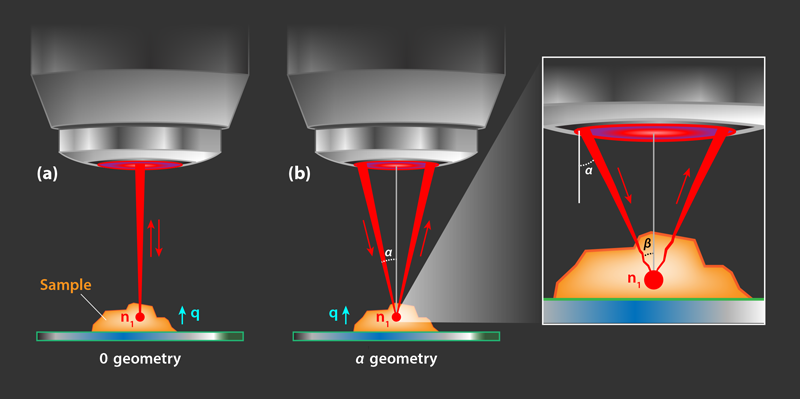 (a)
(b)
α
α
β
n1
Sample
n1
q
q
n1
0 geometry
α geometry